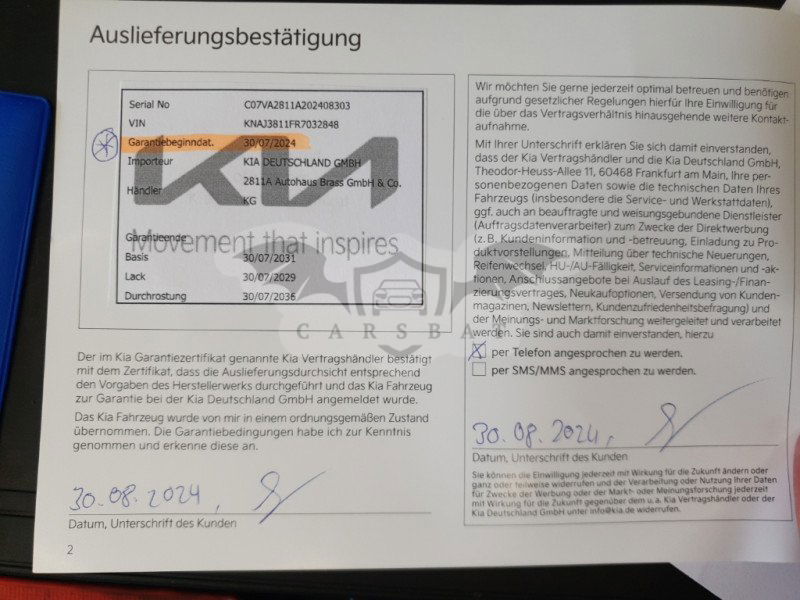 Auslieferungsbestätigung
Serial No C07VA2811A202408303
VIN KNAJ3811FR7032848
Garantiebeginndat. 30/07/2024
Importeur KIA DEUTSCHLAND GMBH
Händler 2811A Autohaus Brass GmbH & Co.
KG
KIA
Movement that inspires
Garantieende
Basis 30/07/2031
Lack 30/07/2029
Durchrostung 30/07/2036
CARSBAT
Der im Kia Garantiezertifikat genannte Kia Vertragshändler bestätigt
mit dem Zertifikat, dass die Auslieferungsdurchsicht entsprechend
den Vorgaben des Herstellerwerks durchgeführt und das Kia Fahrzeug
zur Garantie bei der Kia Deutschland GmbH angemeldet wurde.
Das Kia Fahrzeug wurde von mir in einem ordnungsgemäßen Zustand
übernommen. Die Garantiebedingungen habe ich zur Kenntnis
genommen und erkenne diese an.
30.08.2024,
Datum, Unterschrift des Kunden
2
Wir möchten Sie gerne jederzeit optimal betreuen und benötigen
aufgrund gesetzlicher Regelungen hierfür Ihre Einwilligung für
die über das Vertragsverhältnis hinausgehende weitere Kontakt-
aufnahme.
Mit Ihrer Unterschrift erklären Sie sich damit einverstanden,
dass der Kia Vertragshändler und die Kia Deutschland GmbH,
Theodor-Heuss-Allee 11, 60468 Frankfurt am Main, Ihre per-
sonenbezogenen Daten sowie die technischen Daten Ihres
Fahrzeugs (insbesondere die Service- und Werkstattdaten),
ggf. auch an beauftragte und weisungsgebundene Dienstleister
(Auftragsdatenverarbeiter) zum Zwecke der Direktwerbung
(z. B. Kundeninformation und -betreuung, Einladung zu Pro-
duktvorstellungen, Mitteilung über technische Neuerungen,
Reifenwechsel, HU-/AU-Fälligkeit, Serviceinformationen und -ak-
tionen, Anschlussangebote bei Auslauf des Leasing-/Finan-
zierungsvertrages, Neukaufoptionen, Versendung von Kunden-
magazinen, Newslettern, Kundenzufriedenheitsbefragung) und
der Meinungs- und Marktforschung weitergeleitet und verarbeitet
werden. Sie sind auch damit einverstanden, hierzu
per Telefon angesprochen zu werden.
per SMS/MMS angesprochen zu werden.
30.08.2024,
Datum, Unterschrift des Kunden
Sie können die Einwilligung jederzeit mit Wirkung für die Zukunft ändern oder
ganz oder teilweise widerrufen und der Verarbeitung oder Nutzung Ihrer Daten
für Zwecke der Werbung oder der Markt- oder Meinungsforschung jederzeit
mit Wirkung für die Zukunft gegenüber dem u. a. Kia Vertragshändler oder der
Kia Deutschland GmbH unter info@kia.de widerrufen.